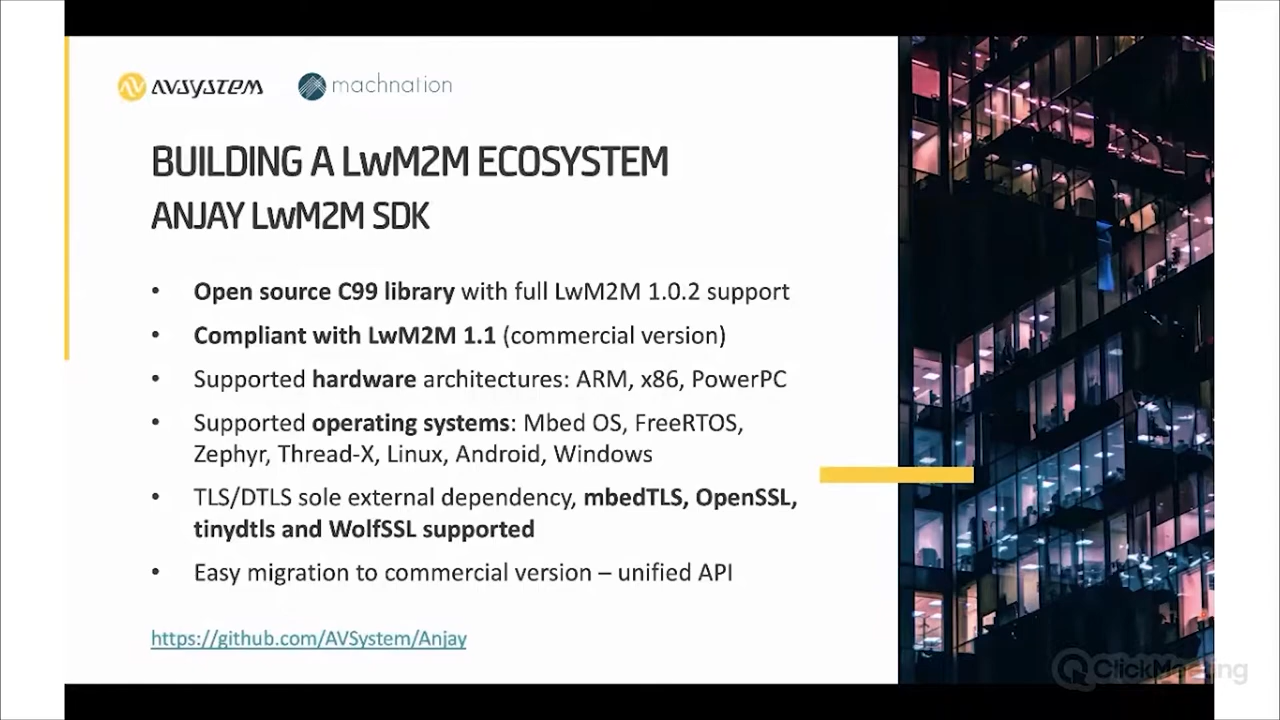 AVSYSTEM machnation
BUILDING A LwM2M ECOSYSTEM
ANJAY LwM2M SDK
• Open source C99 library with full LwM2M 1.0.2 support
• Compliant with LwM2M 1.1 (commercial version)
• Supported hardware architectures: ARM, x86, PowerPC
• Supported operating systems: Mbed OS, FreeRTOS,
Zephyr, Thread-X, Linux, Android, Windows
• TLS/DTLS sole external dependency, mbedTLS, OpenSSL,
tinydtls and WolfSSL supported
• Easy migration to commercial version – unified API
https://github.com/AVSystem/Anjay
ClickMeeting